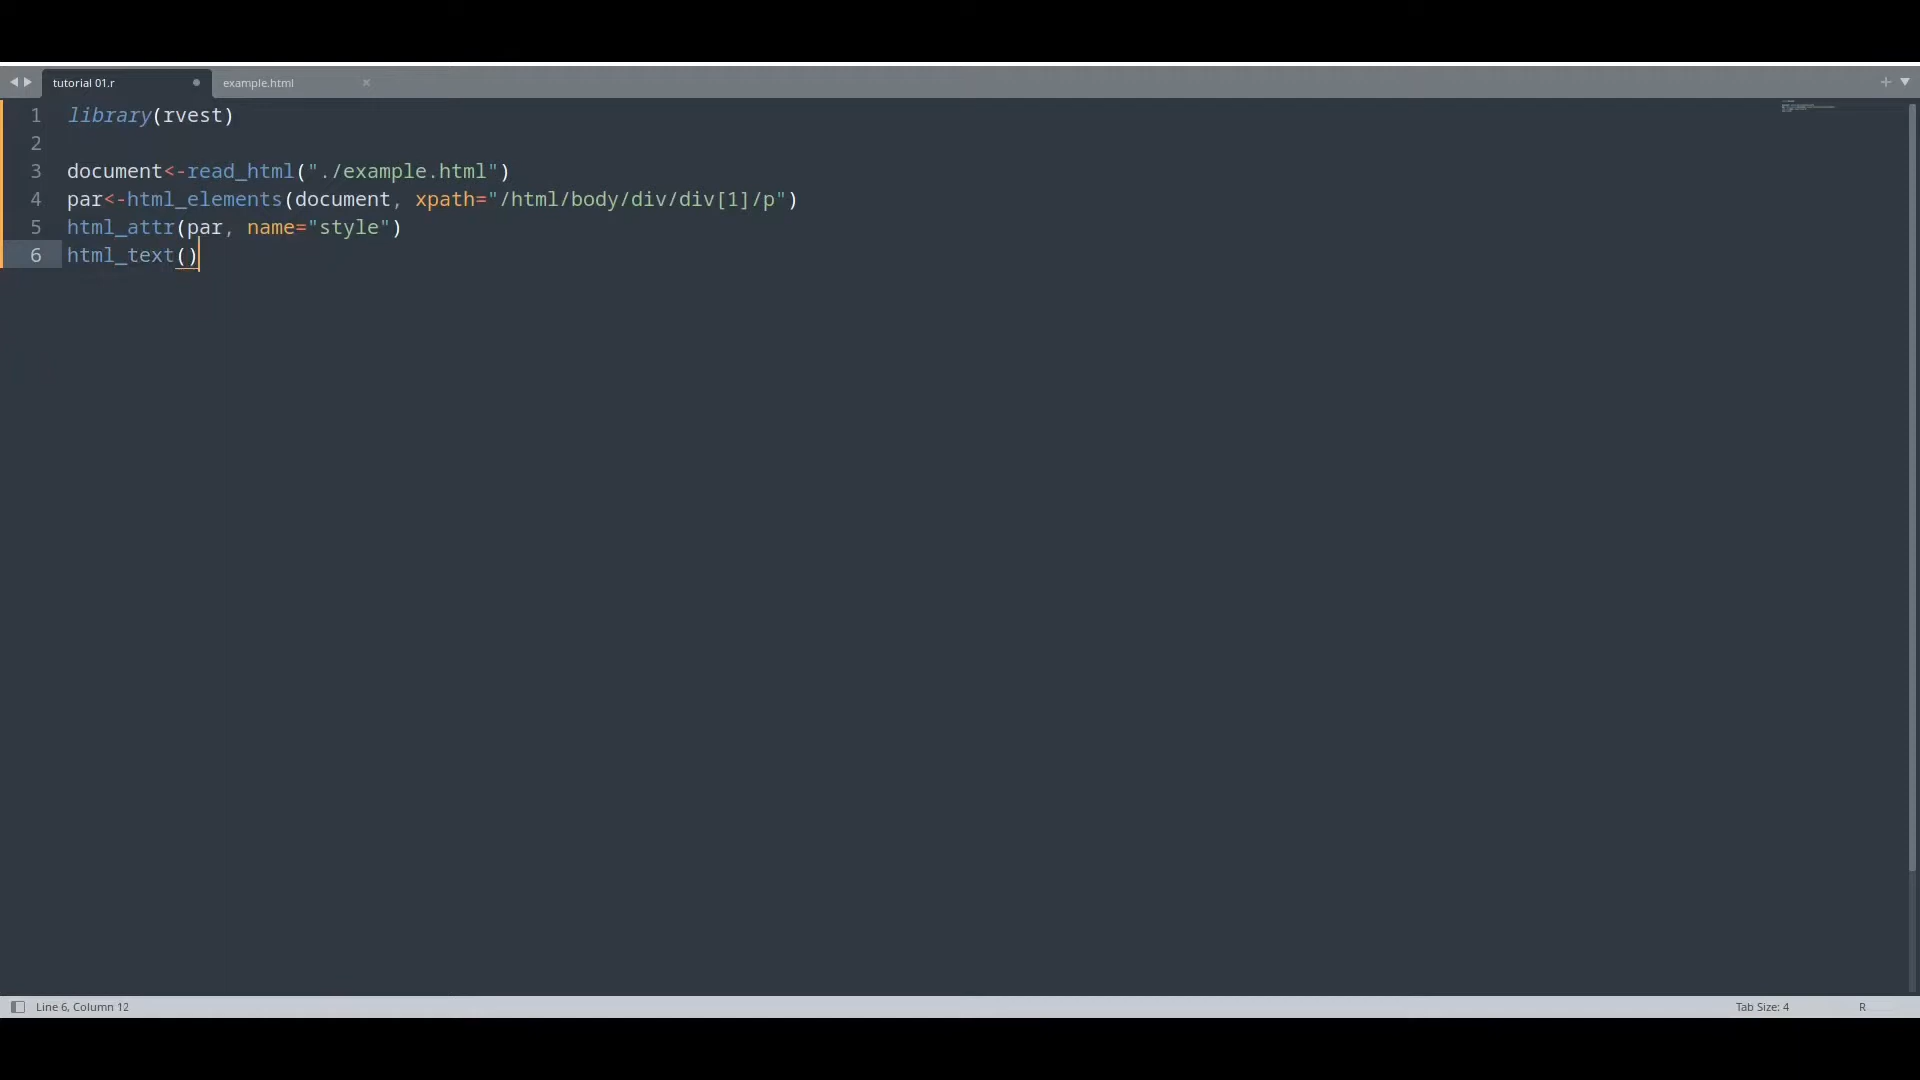 tutorial 01.r
example.html
1 library(rvest)
2
3 document<-read_html("./example.html")
4 par<-html_elements(document, xpath="/html/body/div/div[1]/p")
5 html_attr(par, name="style")
6 html_text()
Line 6, Column 12
Tab Size: 4
R